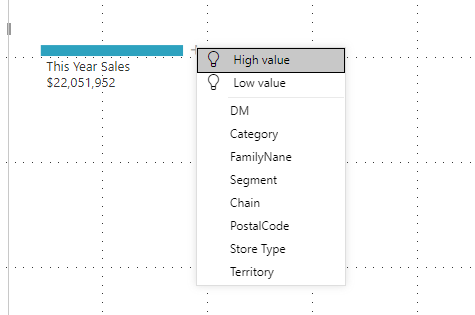 This Year Sales
$22,051,952
High value
Low value
DM
Category
FamilyNane
Segment
Chain
PostalCode
Store Type
Territory